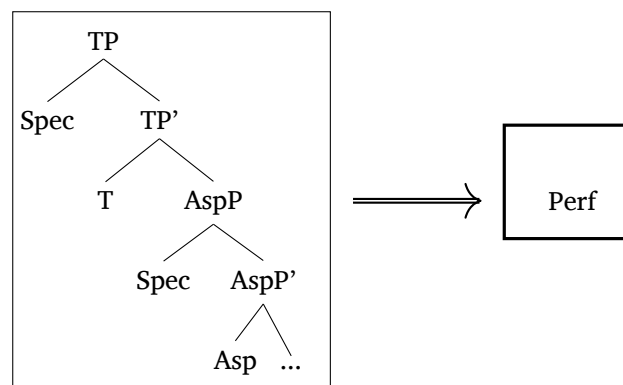 TP
Spec TP’
T AspP
Perf
Spec AspP’
Asp ...